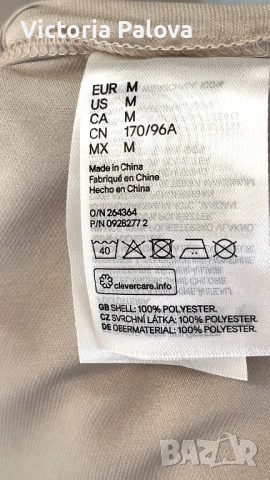 Victoria Palova
EUR M
US M
CA M
CN 170/96A
MX M
Made in China
Fabriqué en Chine
Hecho en China
O/N 264364
P/N 0928277 2
40
clevercare.info
GB SHELL: 100% POLYESTER.
CZ SVRCHNÍ LÁTKA: 100% POLYESTER.
DE OBERMATERIAL: 100% POLYESTER.
BAZAR